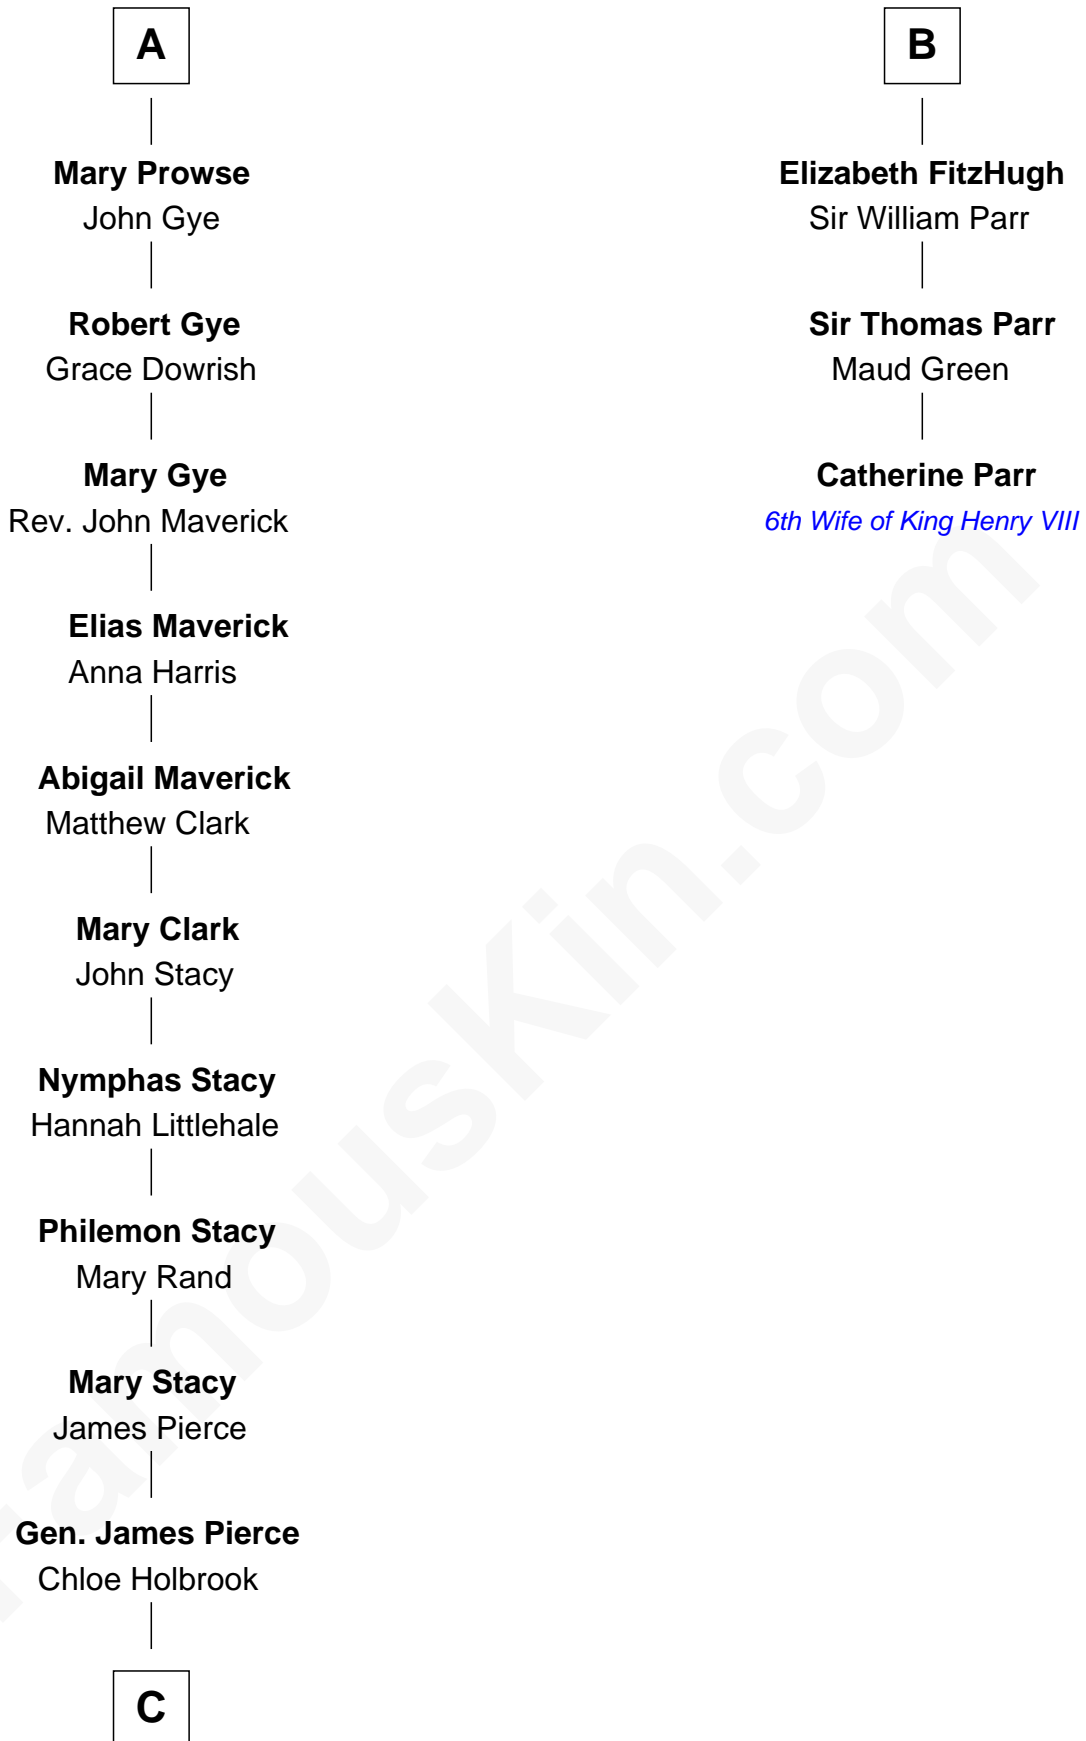 A
Mary Prowse
John Gye
Robert Gye
Grace Dowrish
Mary Gye
Rev. John Maverick
Elias Maverick
Anna Harris
Abigail Maverick
Matthew Clark
Mary Clark
John Stacy
Nymphas Stacy
Hannah Littlehale
Philemon Stacy
Mary Rand
Mary Stacy
James Pierce
Gen. James Pierce
Chloe Holbrook
C
B
Elizabeth FitzHugh
Sir William Parr
Sir Thomas Parr
Maud Green
Catherine Parr
6th Wife of King Henry VIII
FamousKin.com